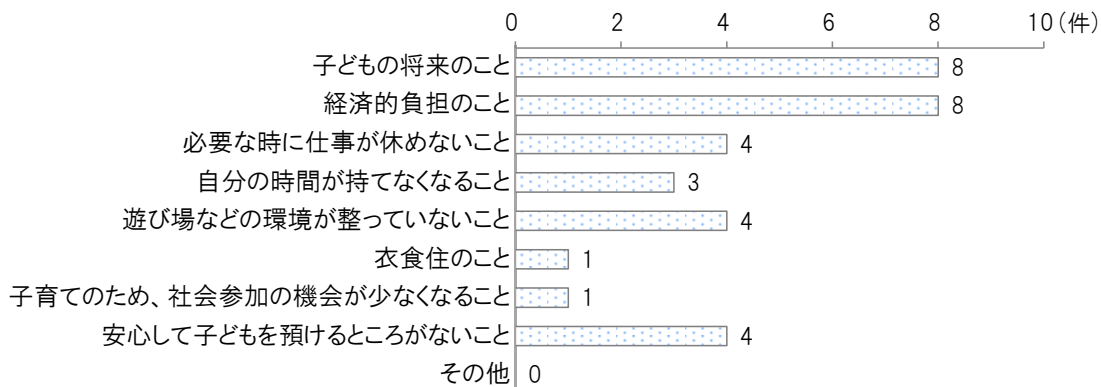 0 2 4 6 8 10(件)
子どもの将来のこと 8
経済的負担のこと 8
必要な時に仕事が休めないこと 4
自分の時間が持てなくなること 3
遊び場などの環境が整っていないこと 4
衣食住のこと 1
子育てのため、社会参加の機会が少なくなること 1
安心して子どもを預けるところがないこと 4
その他 0